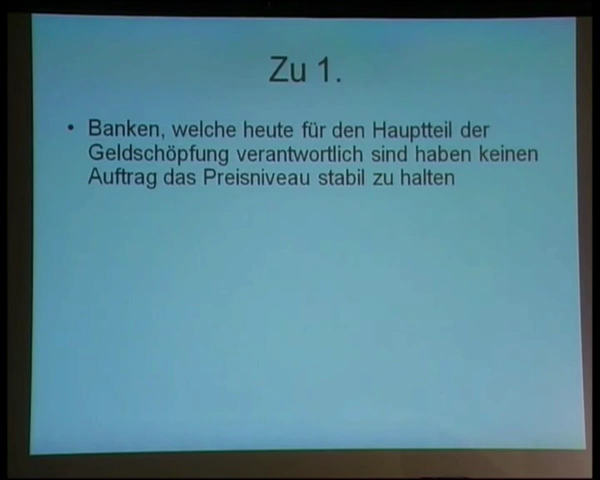 Zu 1.
• Banken, welche heute für den Hauptteil der
Geldschöpfung verantwortlich sind haben keinen
Auftrag das Preisniveau stabil zu halten